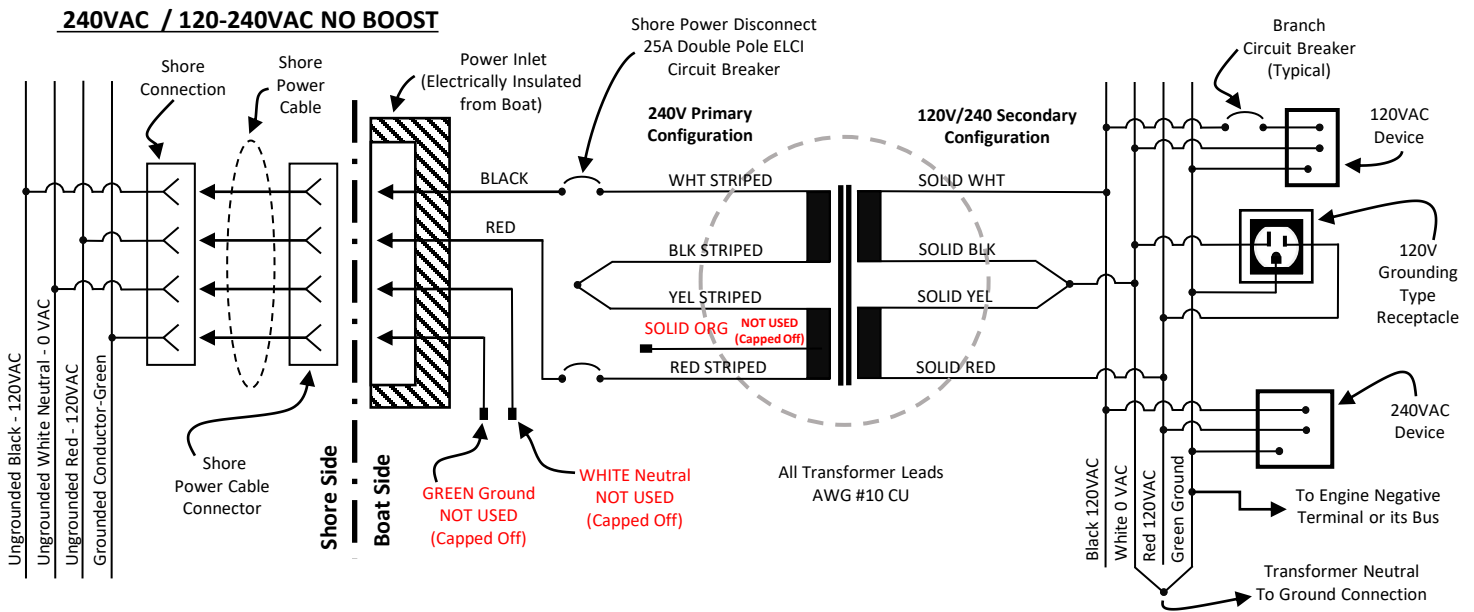 240VAC / 120-240VAC NO BOOST
Shore
Connection
Shore
Power
Cable
Power Inlet
(Electrically Insulated
from Boat)
Shore Power Disconnect
25A Double Pole ELCI
Circuit Breaker
240V Primary
Configuration
120V/240 Secondary
Configuration
Branch
Circuit Breaker
(Typical)
120VAC
Device
BLACK
WHT STRIPED
SOLID WHT
RED
BLK STRIPED
SOLID BLK
120V
Grounding
Type
Receptacle
YEL STRIPED
SOLID YEL
SOLID ORG
NOT USED
(Capped Off)
RED STRIPED
SOLID RED
240VAC
Device
Ungrounded Black - 120VAC
Ungrounded White Neutral - 0 VAC
Ungrounded Red - 120VAC
Grounded Conductor-Green
Shore
Power Cable
Connector
Shore Side
Boat Side
GREEN Ground
NOT USED
(Capped Off)
WHITE Neutral
NOT USED
(Capped Off)
All Transformer Leads
AWG #10 CU
Black 120VAC
White 0 VAC
Red 120VAC
Green Ground
To Engine Negative
Terminal or its Bus
Transformer Neutral
To Ground Connection